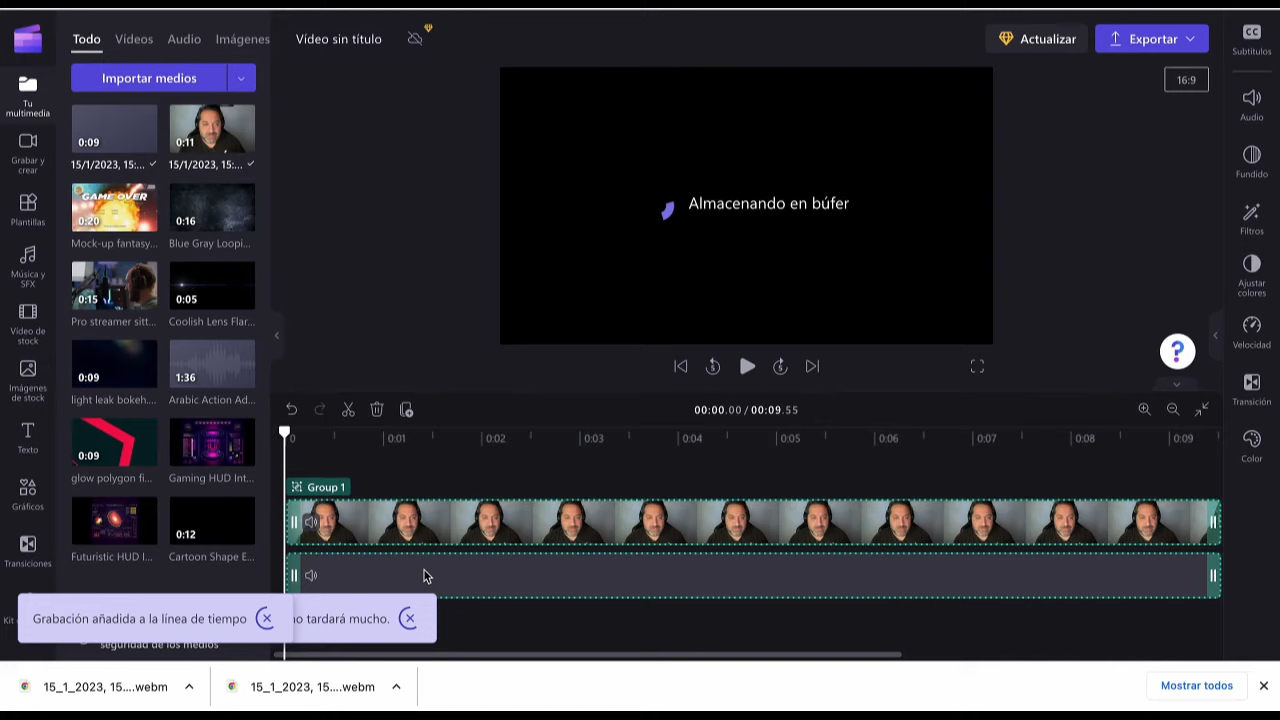 Todo
Vídeos
Audio
Imágenes
Vídeo sin título
Actualizar
Exportar
CC
Subtítulos
Importar medios
16:9
Tu
multimedia
Grabar y
crear
Plantillas
Música y
SFX
Vídeo de
stock
Imágenes
de stock
Texto
Gráficos
Transiciones
0:09
15/1/2023, 15:...
0:11
15/1/2023, 15:...
GAME OVER
0:20
Mock-up fantasy...
0:16
Blue Gray Loopi...
0:15
Pro streamer sitt...
0:05
Coolish Lens Flar...
0:09
light leak bokeh....
1:36
Arabic Action Ad...
0:09
glow polygon fi...
Gaming HUD Int...
Futuristic HUD I...
0:12
Cartoon Shape E...
Almacenando en búfer
5
5
?
Audio
Fundido
Filtros
Ajustar
colores
Velocidad
Transición
Color
00:00.00 / 00:09.55
0
0:01
0:02
0:03
0:04
0:05
0:06
0:07
0:08
0:09
Group 1
Kit
Grabación añadida a la línea de tiempo
no tardará mucho.
seguridad de los medios
15_1_2023, 15....webm
15_1_2023, 15....webm
Mostrar todos